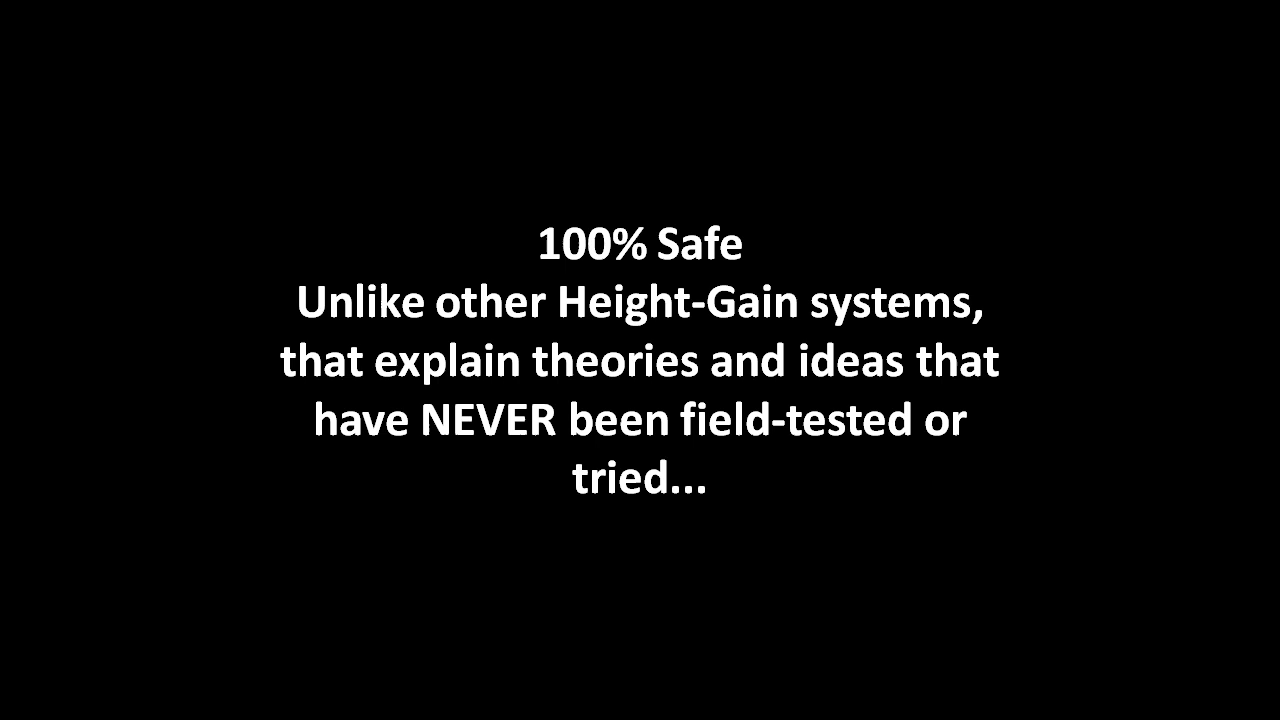 100% Safe
Unlike other Height-Gain systems,
that explain theories and ideas that
have NEVER been field-tested or
tried...